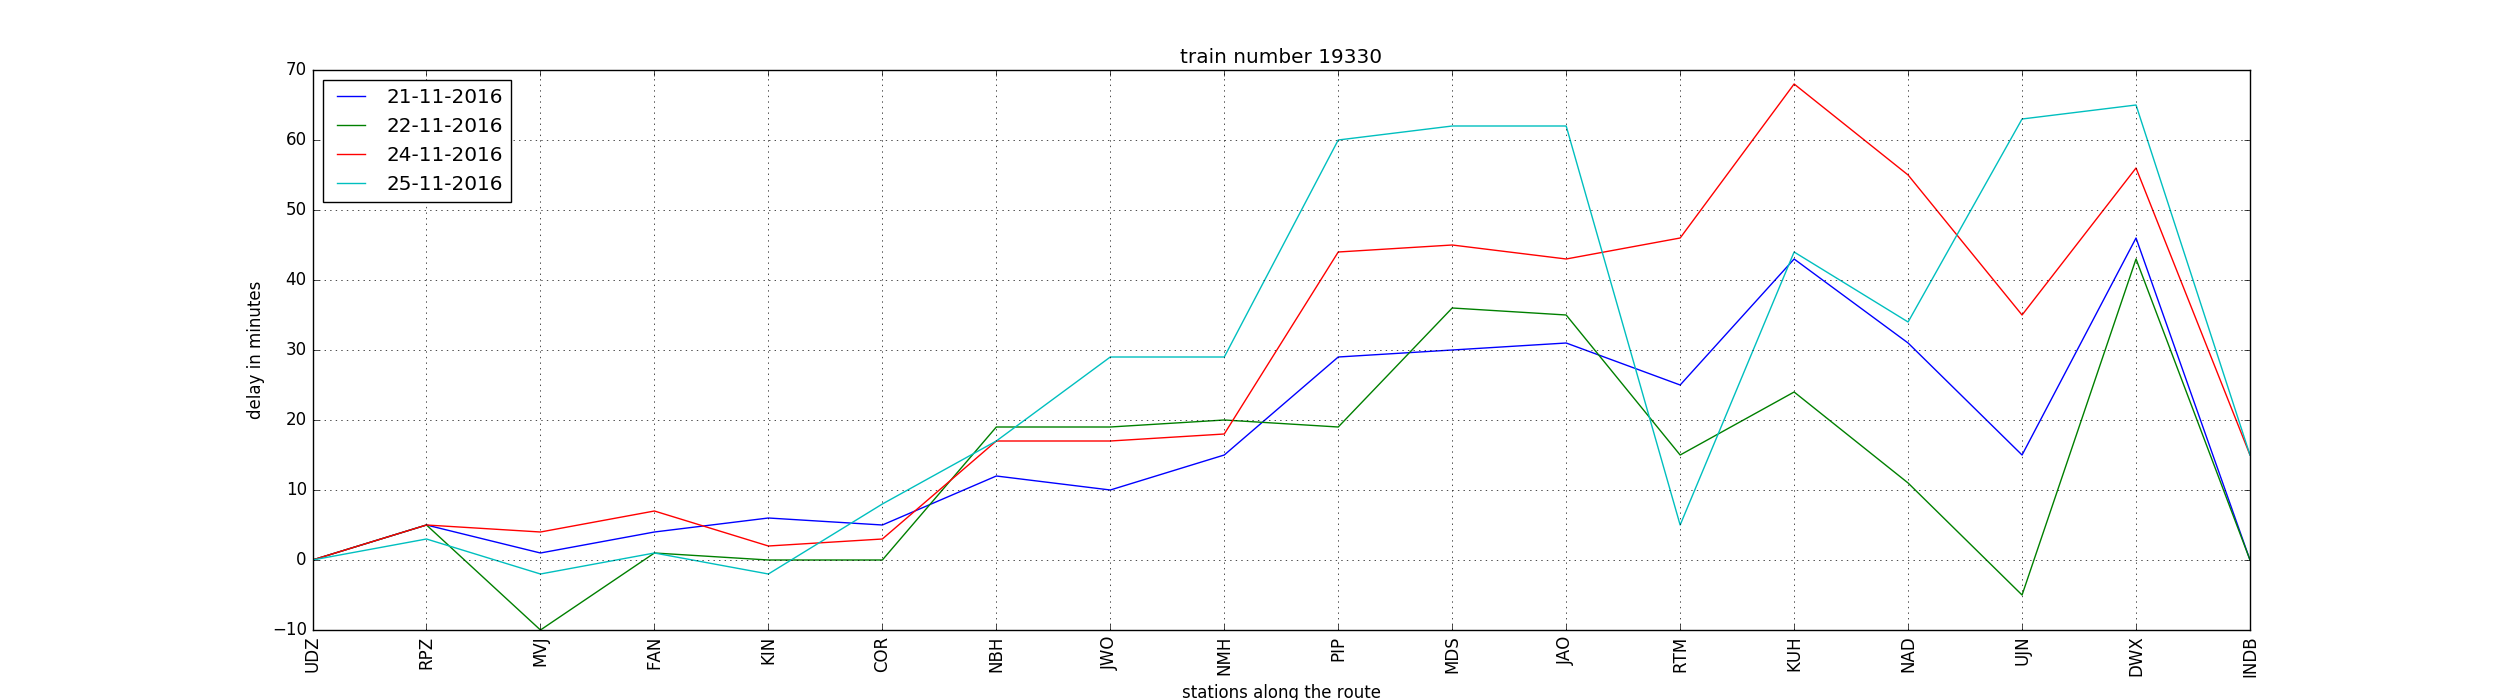 train number 19330
70
60
50
40
30
20
10
0
−10
delay in minutes
21-11-2016
22-11-2016
24-11-2016
25-11-2016
UDZ
RPZ
MVJ
FAN
KIN
COR
NBH
JWO
NMH
PIP
MDS
JAO
RTM
KUH
NAD
UJN
DWX
INDB
stations along the route